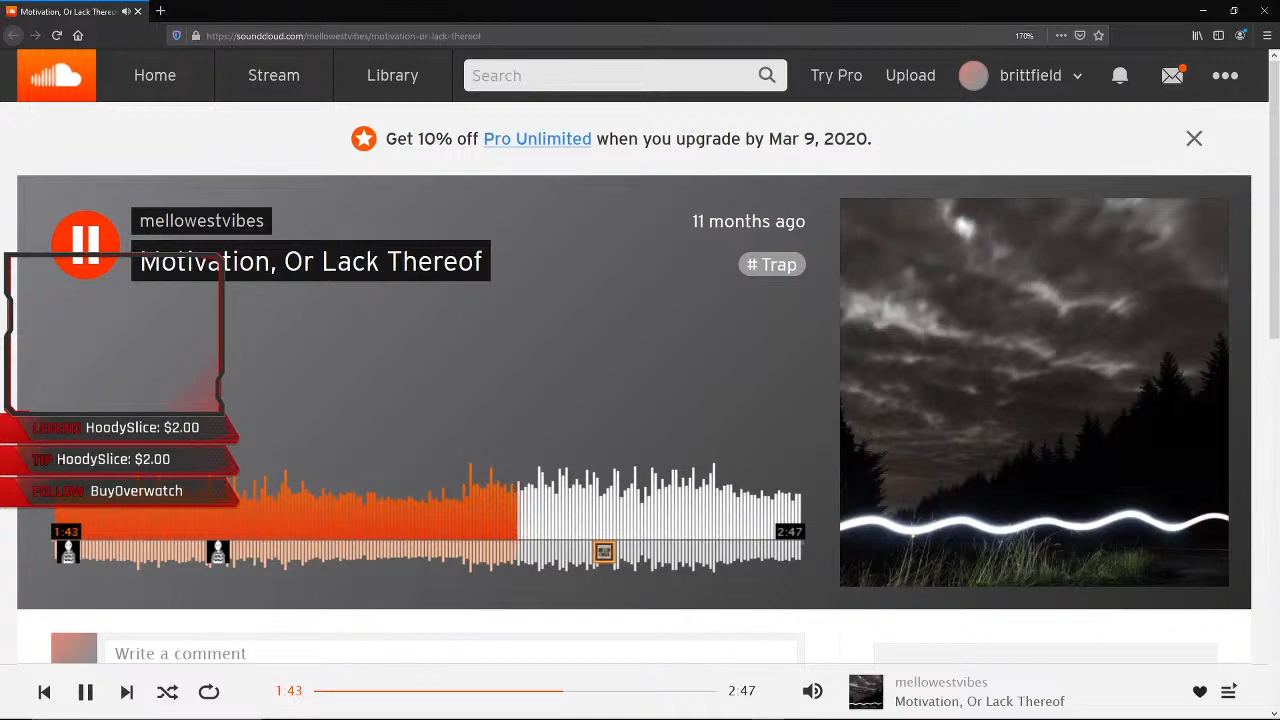 Motivation, Or Lack Thereof
https://soundcloud.com/mellowestvibes/motivation-or-lack-thereof
170%
Home
Stream
Library
Search
Try Pro
Upload
brittfield
Get 10% off Pro Unlimited when you upgrade by Mar 9, 2020.
mellowestvibes
11 months ago
Motivation, Or Lack Thereof
# Trap
LEGEND HoodySlice: $2.00
TIP HoodySlice: $2.00
FOLLOW BuyOverwatch
1:43
2:47
Write a comment
1:43
2:47
mellowestvibes
Motivation, Or Lack Thereof